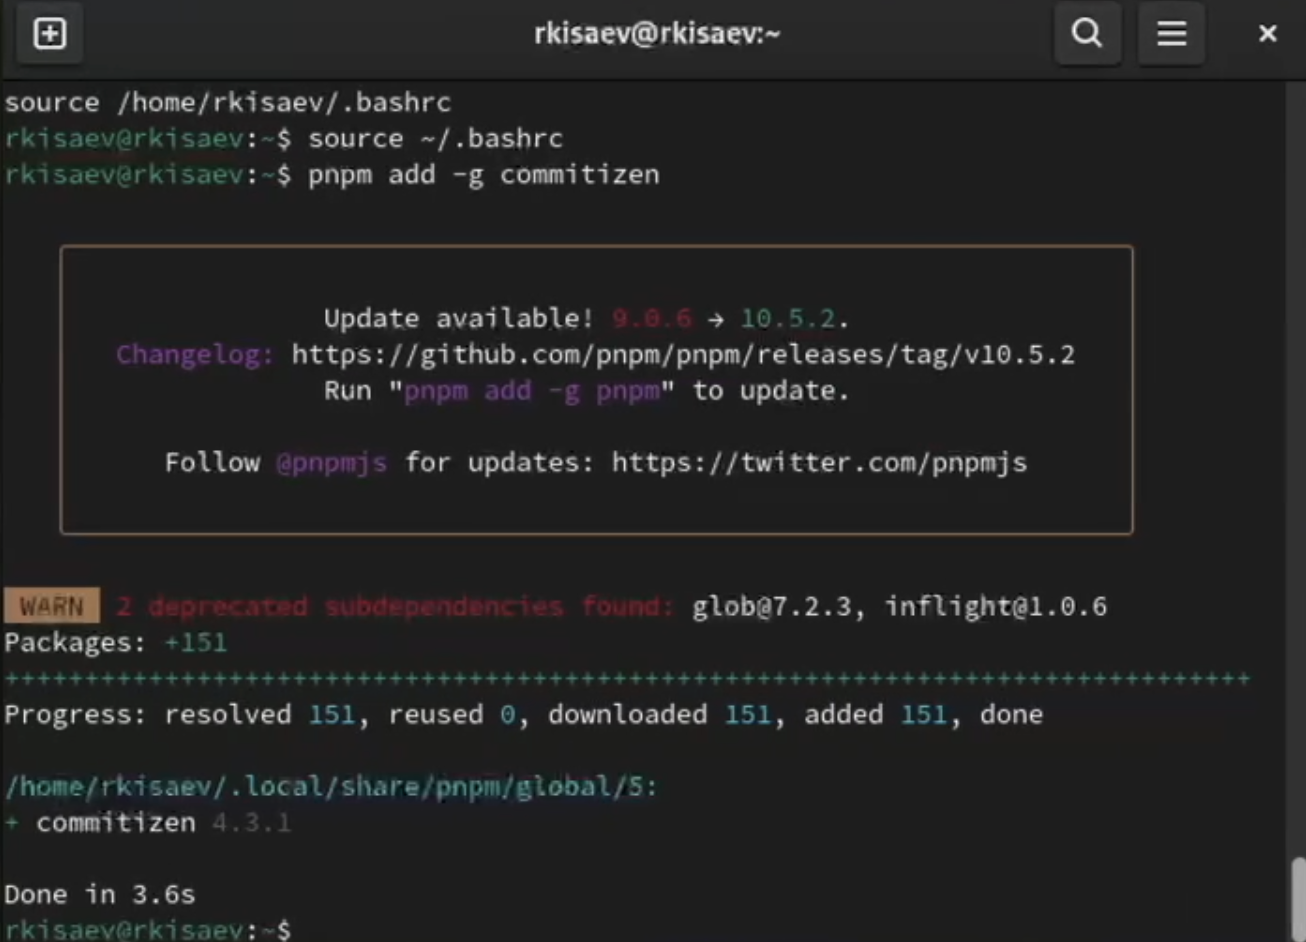 rkisaev@rkisaev:~
source /home/rkisaev/.bashrc
rkisaev@rkisaev:~$ source ~/.bashrc
rkisaev@rkisaev:~$ pnpm add -g commitizen
Update available! 9.0.6 → 10.5.2.
Changelog: https://github.com/pnpm/pnpm/releases/tag/v10.5.2
Run "pnpm add -g pnpm" to update.
Follow @pnpmjs for updates: https://twitter.com/pnpmjs
WARN 2 deprecated subdependencies found: glob@7.2.3, inflight@1.0.6
Packages: +151
++++++++++++++++++++++++++++++++++++++++++++++++++++++++++++++++++++++++++++++
Progress: resolved 151, reused 0, downloaded 151, added 151, done
/home/rkisaev/.local/share/pnpm/global/5:
+ commitizen 4.3.1
Done in 3.6s
rkisaev@rkisaev:~$